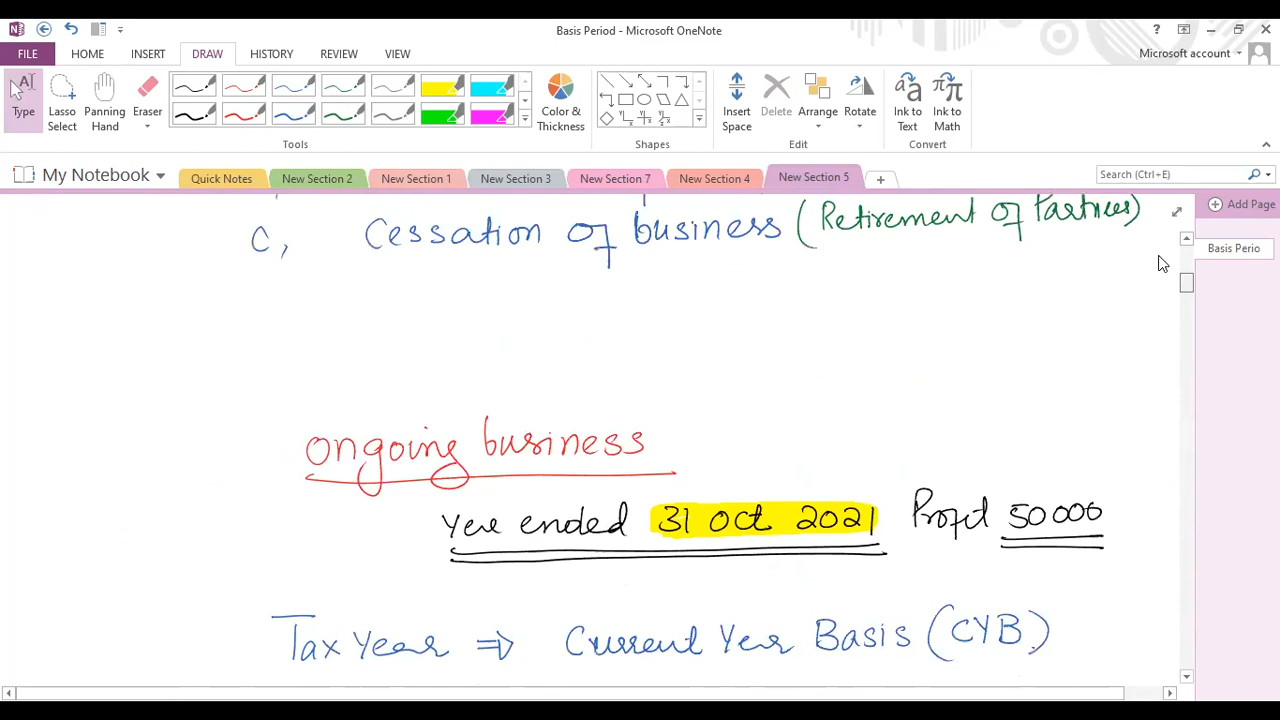 Basis Period - Microsoft OneNote
?
FILE HOME INSERT DRAW HISTORY REVIEW VIEW
Microsoft account
Type
Lasso Select
Panning Hand
Eraser
Color & Thickness
Insert Space
Delete
Arrange
Rotate
Ink to Text
Ink to Math
Tools Shapes Edit Convert
My Notebook Quick Notes New Section 2 New Section 1 New Section 3 New Section 7 New Section 4 New Section 5
Search (Ctrl+E)
Add Page
Basis Perio
c, Cessation of business (Retirement of Partners)
ongoing business
Year ended 31 Oct 2021 Profit 50000
Tax Year ⇒ Current Year Basis (CYB)